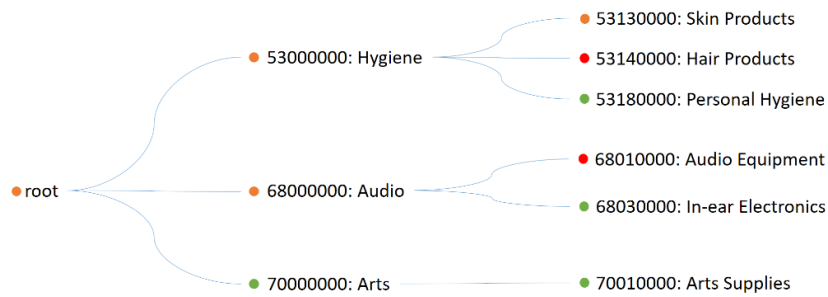 53130000: Skin Products
53000000: Hygiene
53140000: Hair Products
53180000: Personal Hygiene
68010000: Audio Equipment
root
68000000: Audio
68030000: In-ear Electronics
70000000: Arts
70010000: Arts Supplies